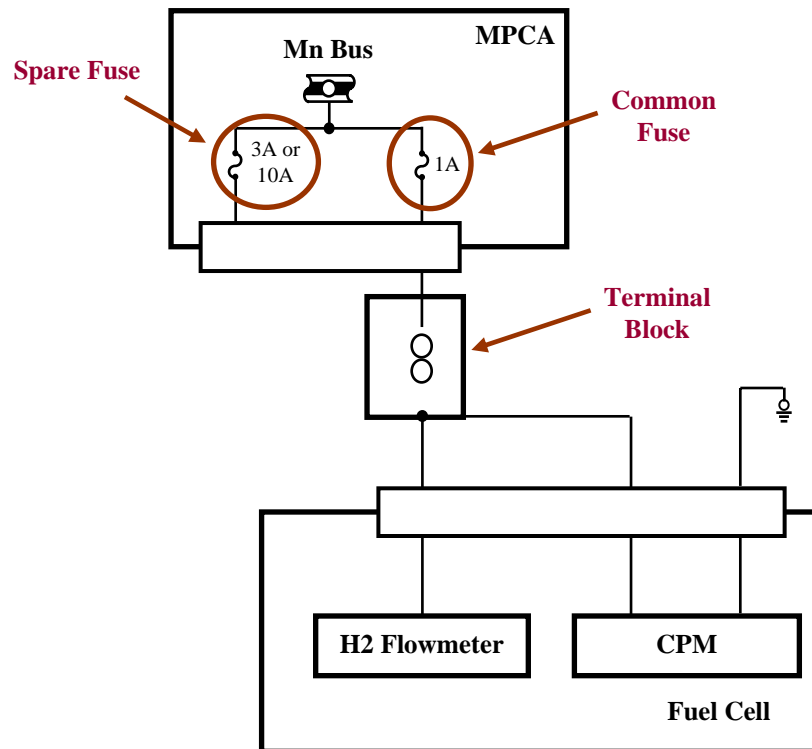 MPCA
Mn Bus
Spare Fuse
Common
Fuse
3A or
10A
1A
Terminal
Block
H2 Flowmeter
CPM
Fuel Cell